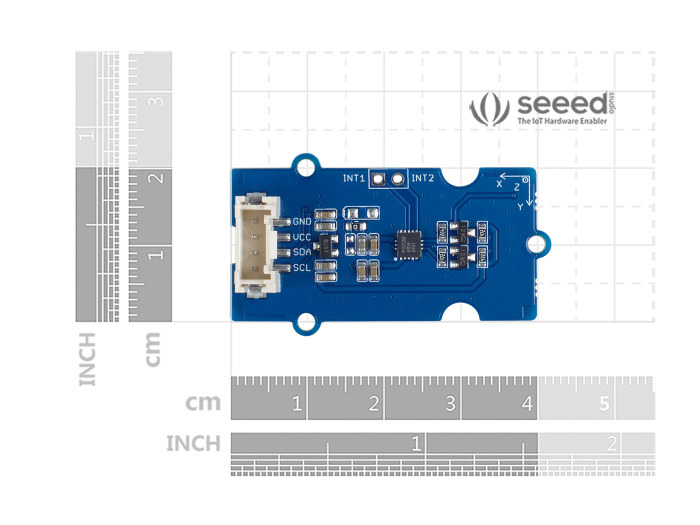 seeed
studio
The IoT Hardware Enabler
3
1
2
1
INCH
cm
INT1
INT2
X
Z
Y
GND
VCC
SDA
SCL
cm
1
2
3
4
5
INCH
1
2